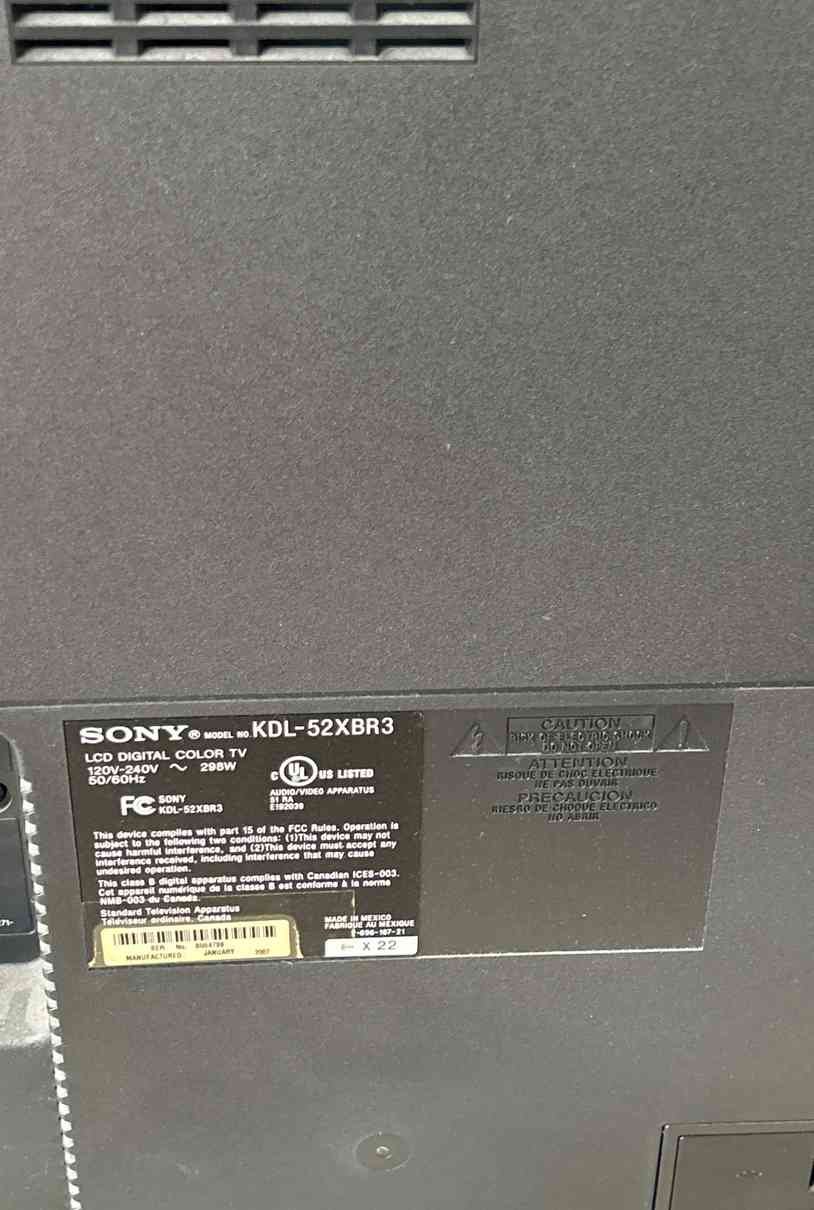 SONY® MODEL NO. KDL-52XBR3
LCD DIGITAL COLOR TV
120V-240V ~ 298W
50/60Hz
C UL US LISTED
AUDIO/VIDEO APPARATUS
E192039
FC SONY
KDL-52XBR3
This device complies with part 15 of the FCC Rules. Operation is
subject to the following two conditions: (1)This device may not
cause harmful interference, and (2)This device must accept any
interference received, including interference that may cause
undesired operation.
This class B digital apparatus complies with Canadian ICES-003.
Cet appareil numérique de la classe B est conforme à la norme
NMB-003 du Canada.
Standard Television Apparatus
Téléviseur ordinaire, Canada
MADE IN MEXICO
FABRIQUE AU MEXIQUE
SER. No.
MANUFACTURED: JANUARY 2007
X 22
CAUTION
RISK OF ELECTRIC SHOCK
DO NOT OPEN
ATTENTION
RISQUE DE CHOC ELECTRIQUE
NE PAS OUVRIR
PRECAUCION
RIESGO DE CHOQUE ELECTRICO
NO ABRIR
271-